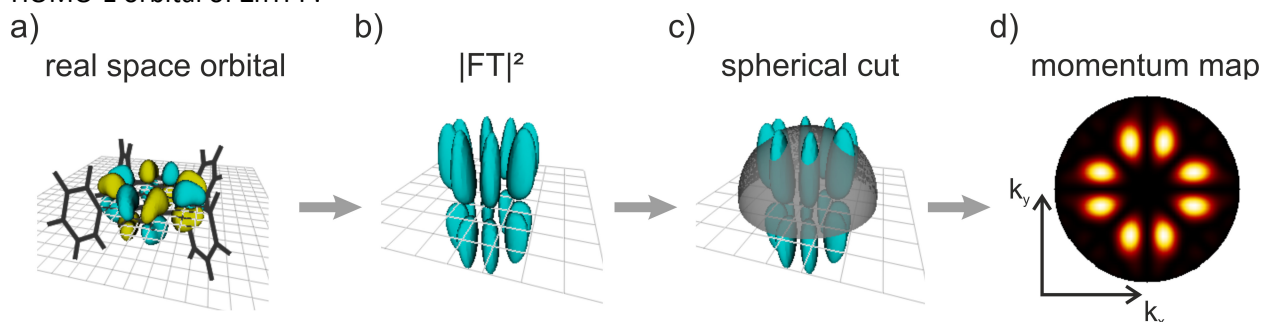 a)
real space orbital
b)
|FT|²
c)
spherical cut
d)
momentum map
k_y
k_x